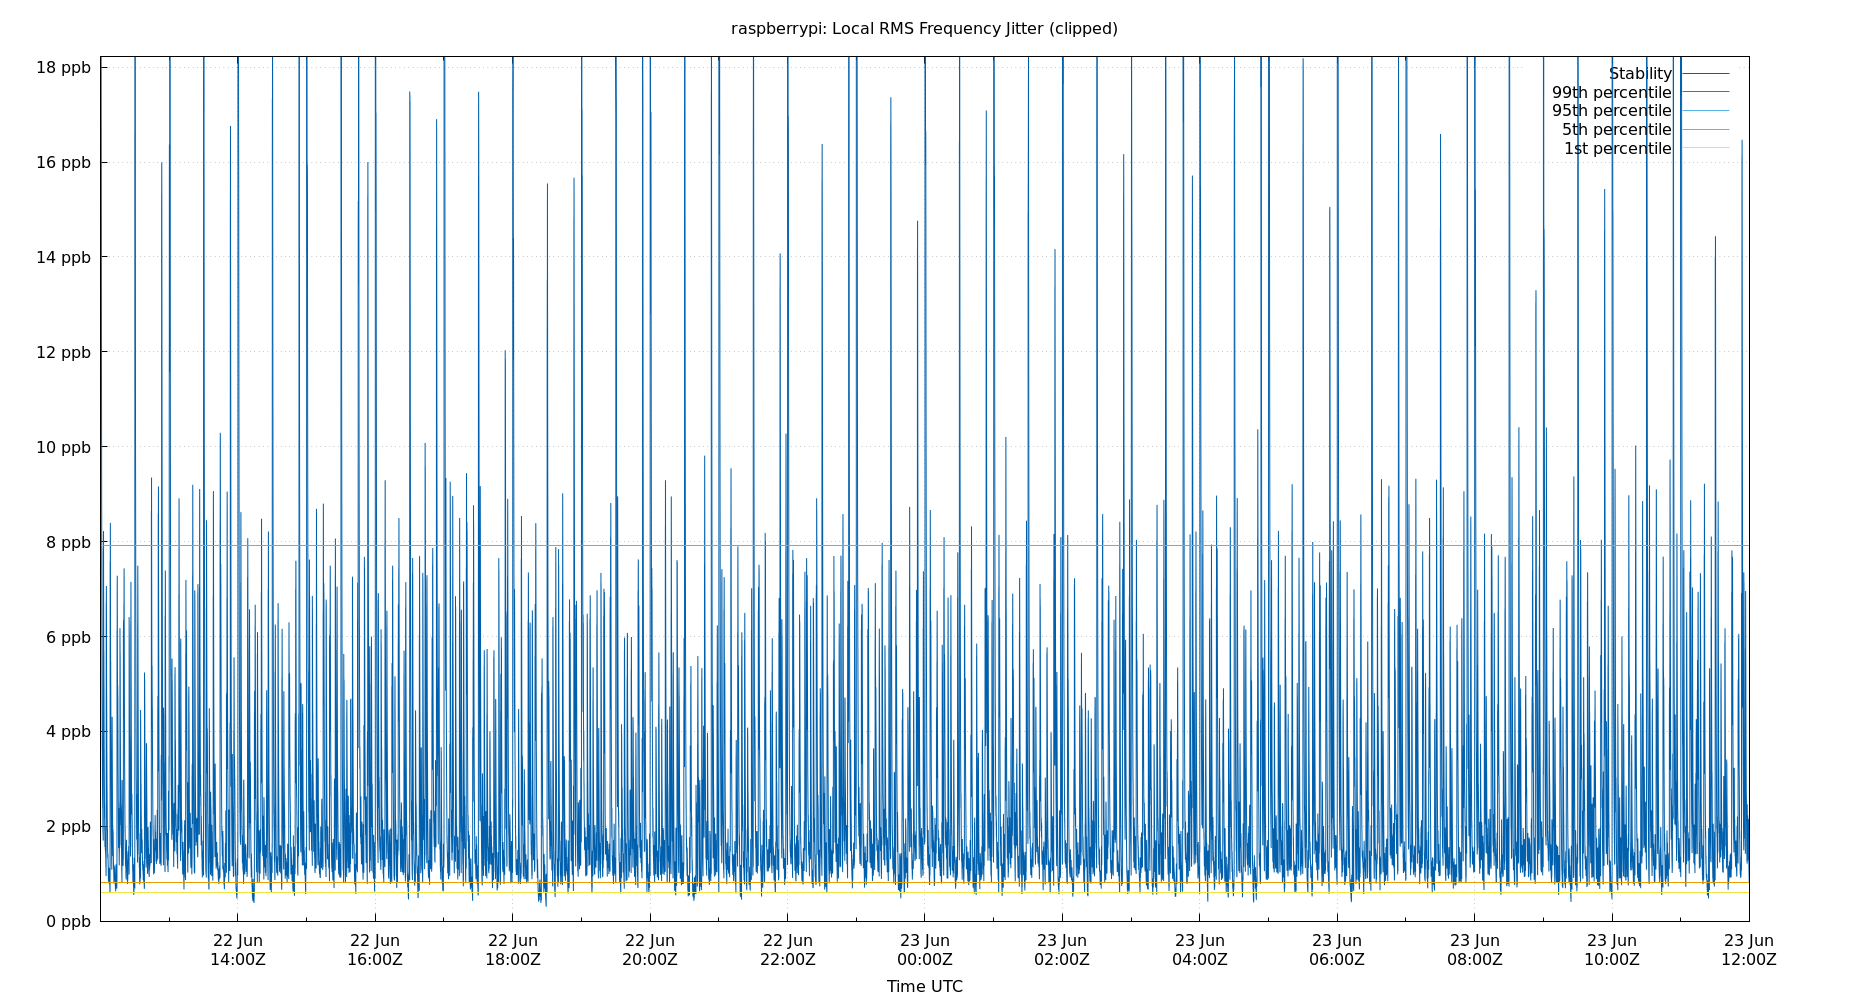 raspberrypi: Local RMS Frequency Jitter (clipped)
18 ppb
16 ppb
14 ppb
12 ppb
10 ppb
8 ppb
6 ppb
4 ppb
2 ppb
0 ppb
Stability
99th percentile
95th percentile
5th percentile
1st percentile
22 Jun 22 Jun 22 Jun 22 Jun 22 Jun 23 Jun 23 Jun 23 Jun 23 Jun 23 Jun 23 Jun 23 Jun
14:00Z 16:00Z 18:00Z 20:00Z 22:00Z 00:00Z 02:00Z 04:00Z 06:00Z 08:00Z 10:00Z 12:00Z
Time UTC